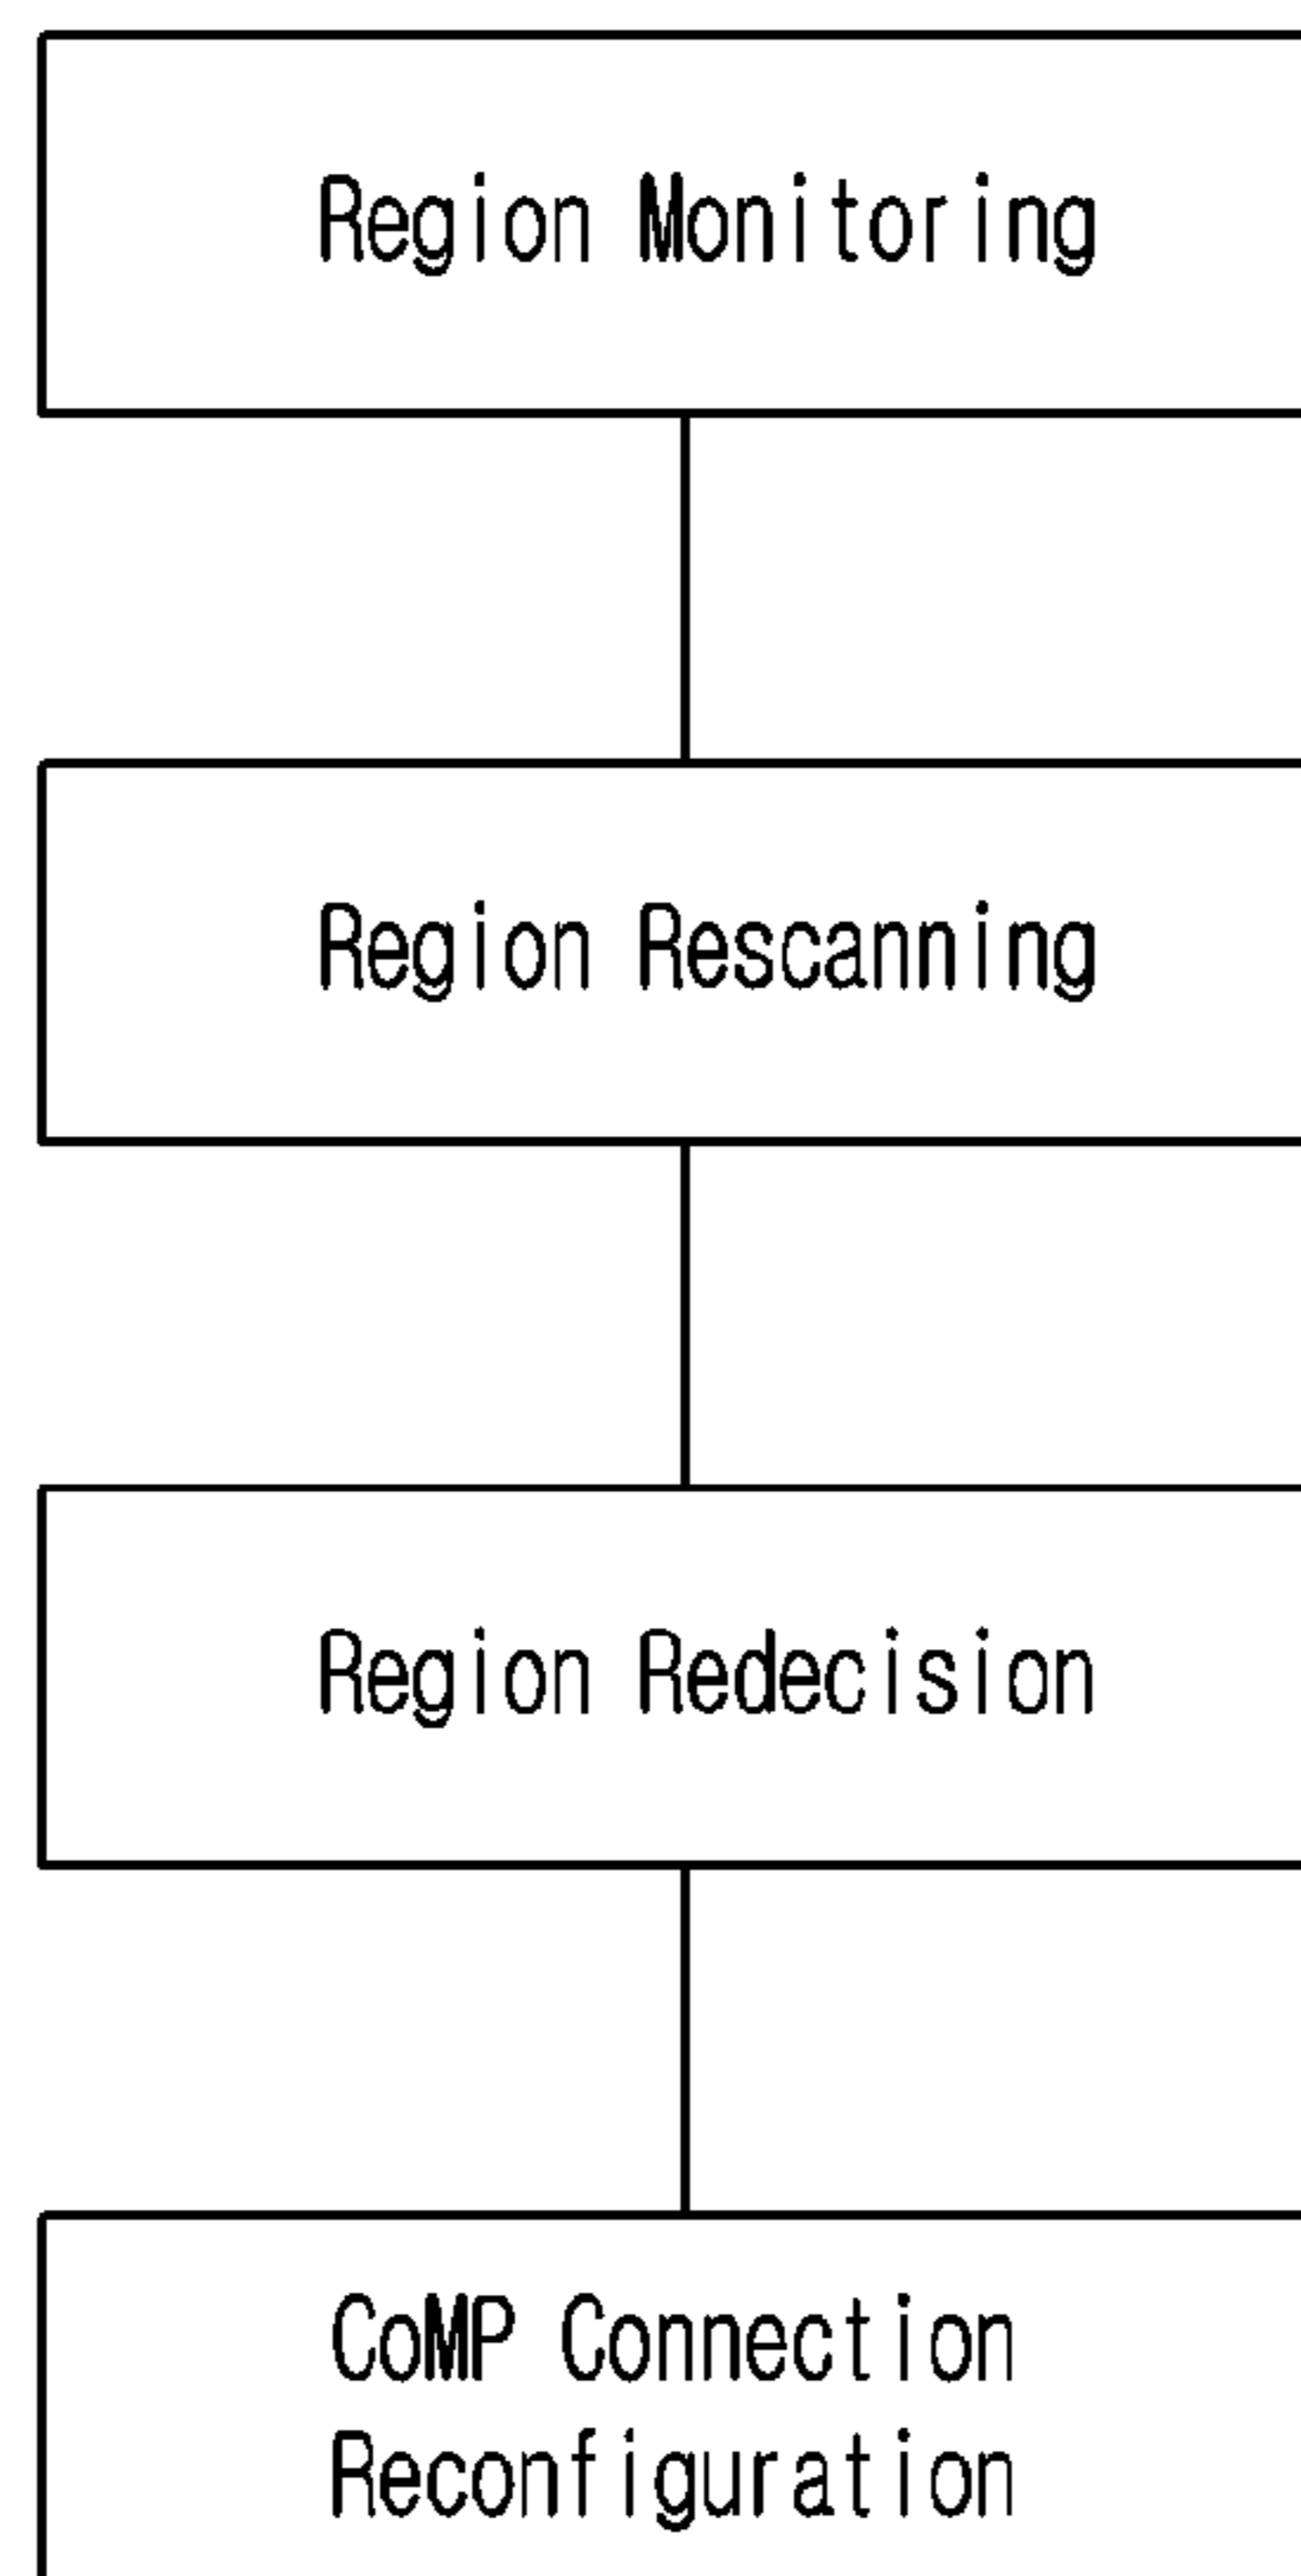 Region Monitoring
Region Rescanning
Region Redecision
CoMP Connection
Reconfiguration